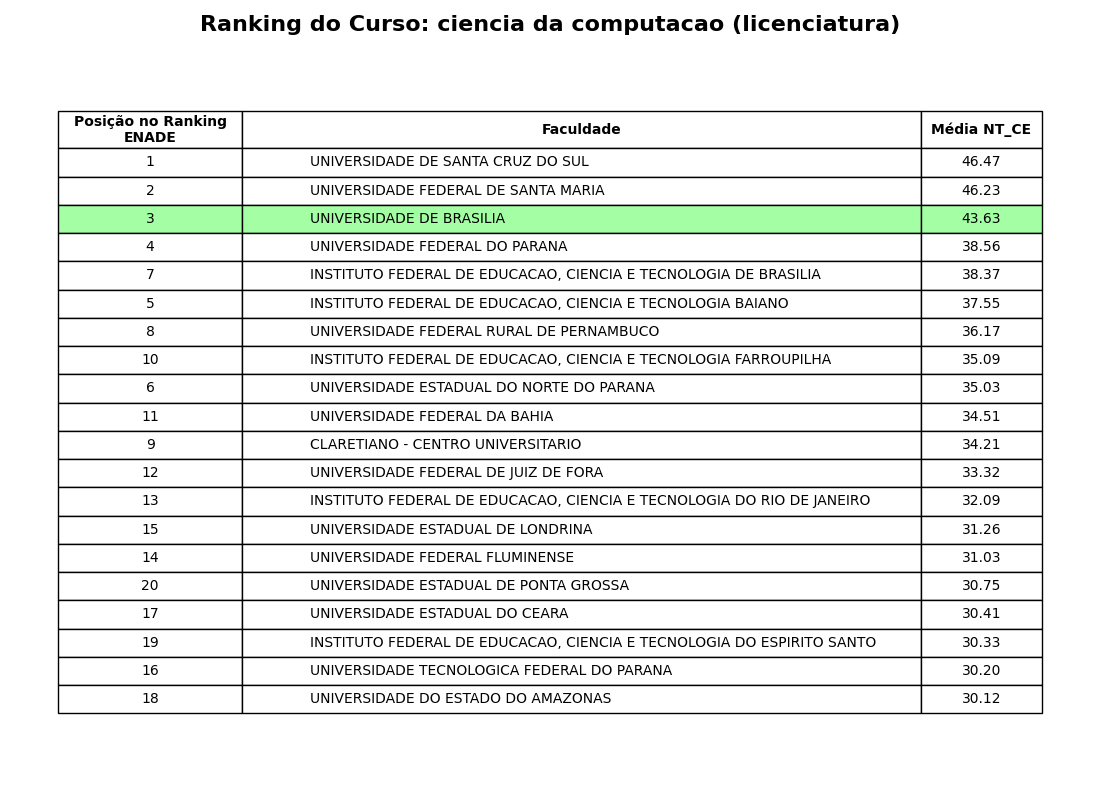 Ranking do Curso: ciencia da computacao (licenciatura)
Posição no Ranking
ENADE
Faculdade
Média NT_CE
1 UNIVERSIDADE DE SANTA CRUZ DO SUL 46.47
2 UNIVERSIDADE FEDERAL DE SANTA MARIA 46.23
3 UNIVERSIDADE DE BRASILIA 43.63
4 UNIVERSIDADE FEDERAL DO PARANA 38.56
7 INSTITUTO FEDERAL DE EDUCACAO, CIENCIA E TECNOLOGIA DE BRASILIA 38.37
5 INSTITUTO FEDERAL DE EDUCACAO, CIENCIA E TECNOLOGIA BAIANO 37.55
8 UNIVERSIDADE FEDERAL RURAL DE PERNAMBUCO 36.17
10 INSTITUTO FEDERAL DE EDUCACAO, CIENCIA E TECNOLOGIA FARROUPILHA 35.09
6 UNIVERSIDADE ESTADUAL DO NORTE DO PARANA 35.03
11 UNIVERSIDADE FEDERAL DA BAHIA 34.51
9 CLARETIANO - CENTRO UNIVERSITARIO 34.21
12 UNIVERSIDADE FEDERAL DE JUIZ DE FORA 33.32
13 INSTITUTO FEDERAL DE EDUCACAO, CIENCIA E TECNOLOGIA DO RIO DE JANEIRO 32.09
15 UNIVERSIDADE ESTADUAL DE LONDRINA 31.26
14 UNIVERSIDADE FEDERAL FLUMINENSE 31.03
20 UNIVERSIDADE ESTADUAL DE PONTA GROSSA 30.75
17 UNIVERSIDADE ESTADUAL DO CEARA 30.41
19 INSTITUTO FEDERAL DE EDUCACAO, CIENCIA E TECNOLOGIA DO ESPIRITO SANTO 30.33
16 UNIVERSIDADE TECNOLOGICA FEDERAL DO PARANA 30.20
18 UNIVERSIDADE DO ESTADO DO AMAZONAS 30.12